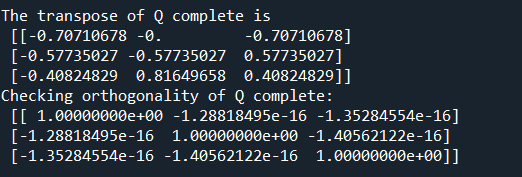 The transpose of Q complete is
[[-0.70710678 -0. -0.70710678]
[-0.57735027 -0.57735027 0.57735027]
[-0.40824829 0.81649658 0.40824829]]
Checking orthogonality of Q complete:
[[ 1.00000000e+00 -1.28818495e-16 -1.35284554e-16]
[-1.28818495e-16 1.00000000e+00 -1.40562122e-16]
[-1.35284554e-16 -1.40562122e-16 1.00000000e+00]]